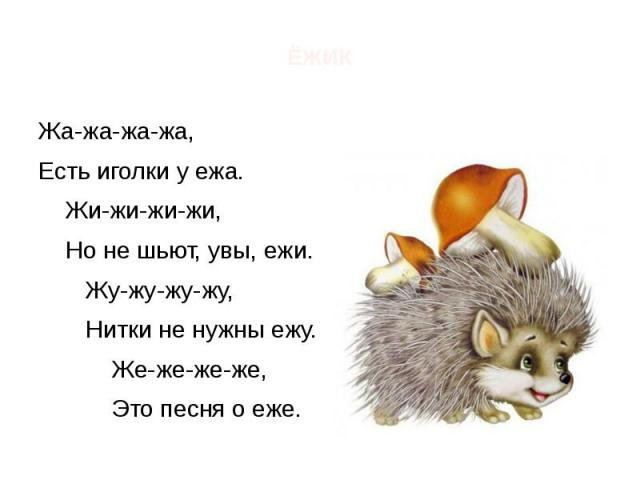 ЁЖИК
Жа-жа-жа-жа,
Есть иголки у ежа.
Жи-жи-жи-жи,
Но не шьют, увы, ежи.
Жу-жу-жу-жу,
Нитки не нужны ежу.
Же-же-же-же,
Это песня о еже.